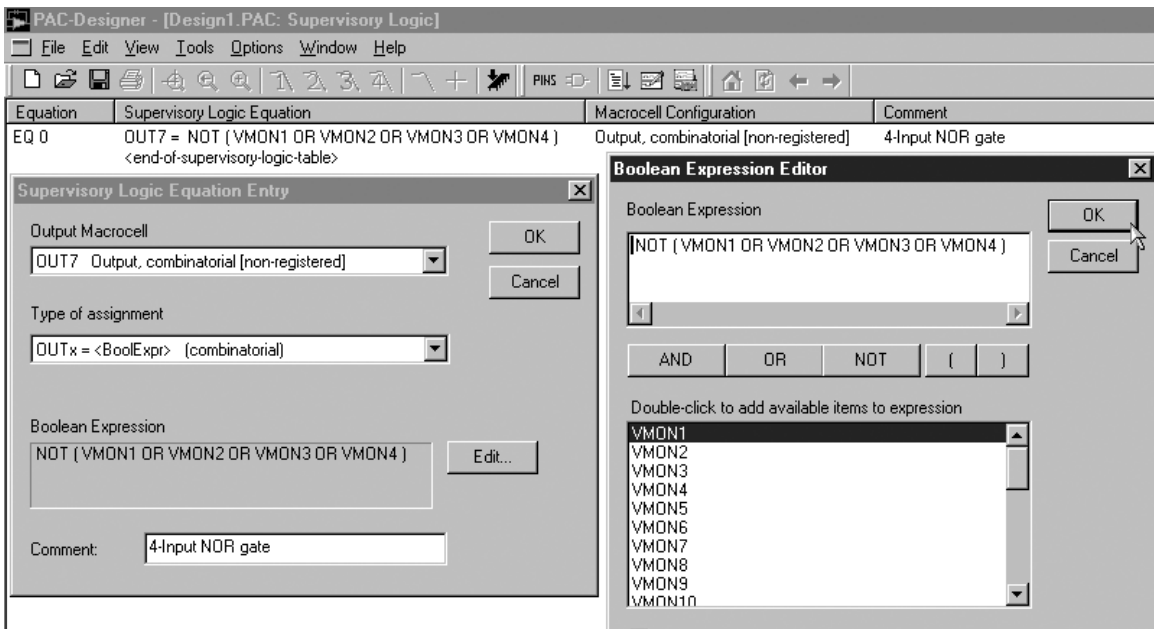 PAC-Designer - [Design1.PAC: Supervisory Logic]
File Edit View Tools Options Window Help
PINS
Equation Supervisory Logic Equation Macrocell Configuration Comment
EQ 0 OUT7 = NOT ( VMON1 OR VMON2 OR VMON3 OR VMON4 ) Output, combinatorial [non-registered] 4-Input NOR gate
<end-of-supervisory-logic-table>
Supervisory Logic Equation Entry
Output Macrocell
OUT7 Output, combinatorial [non-registered]
OK
Cancel
Type of assignment
OUTx = <BoolExpr> (combinatorial)
Boolean Expression
NOT ( VMON1 OR VMON2 OR VMON3 OR VMON4 )
Edit...
Comment: 4-Input NOR gate
Boolean Expression Editor
Boolean Expression
NOT ( VMON1 OR VMON2 OR VMON3 OR VMON4 )
OK
Cancel
AND OR NOT ( )
Double-click to add available items to expression
VMON1
VMON2
VMON3
VMON4
VMON5
VMON6
VMON7
VMON8
VMON9
VMON10